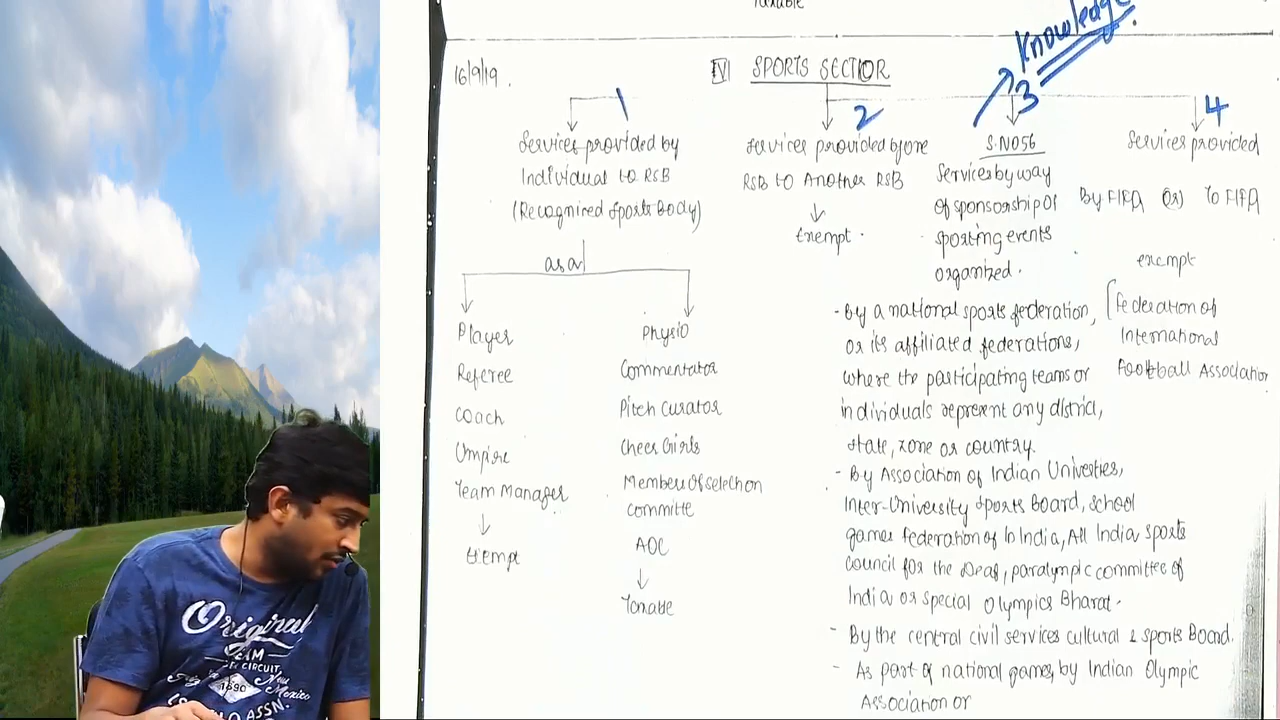 Taxable
Knowledge
16/9/19.
IV SPORTS SECTIOR
1
2
3
4
Services provided by
Individual to RSB
(Recognized Sports Body)
as a
Player
Referee
Coach
Umpire
Team Manager
Exempt
Physio
Commentator
Pitch Curator
Cheer Girls
Members Of selection
committe
AOC
Taxable
Services provided by one
RSB to Another RSB
Exempt.
S.NO 56
Services by way
Of sponsorship Of
sporting events
organized.
- By a national sports federation,
or its affiliated federations,
where the participating teams or
individuals represent any district,
state, zone or country.
- By Association of Indian Univesties,
Inter-University Sports Board, school
games federation of In India, All India sports
council for the Deaf, paralympic committee of
India or special Olympics Bharat.
- By the central civil services cultural & sports Board.
- As part of national games, by Indian Olympic
Association or
Services provided
By FIFA (or) To FIFA
exempt
[Federation of
International
Football Association
Original
TEAM
CIRCUIT,
New
Mexico
1690
ASSN.